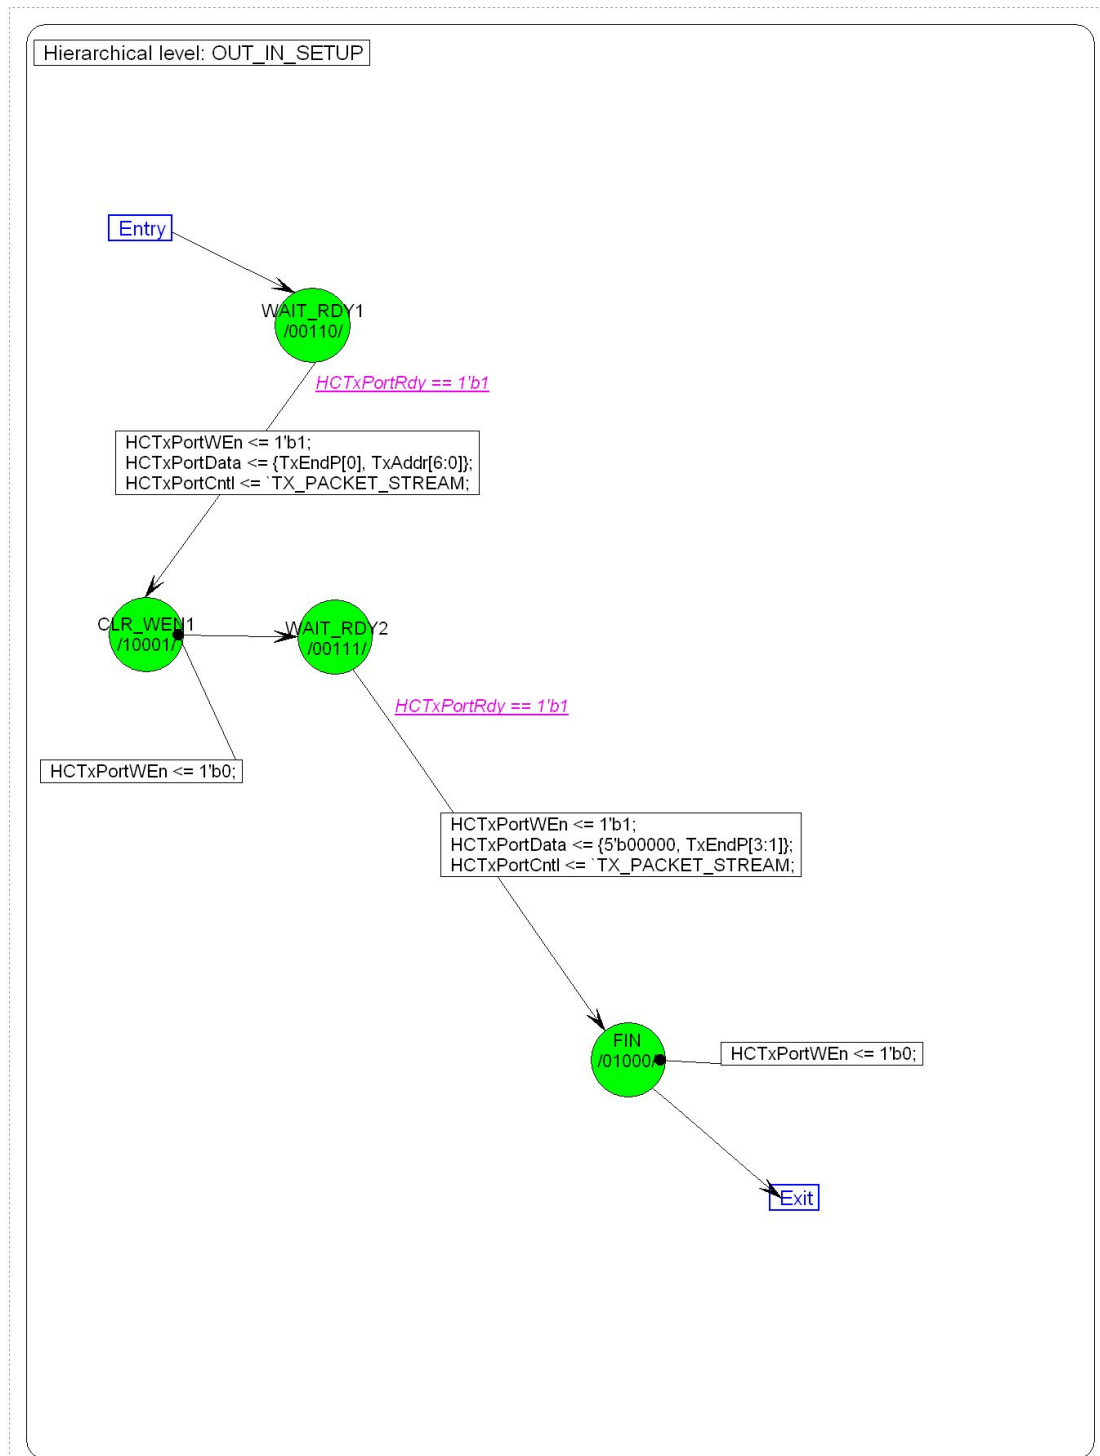 Hierarchical level: OUT_IN_SETUP
Entry
WAIT_RDY1
/00110/
HCTxPortRdy == 1'b1
HCTxPortWEn <= 1'b1;
HCTxPortData <= {TxEndP[0], TxAddr[6:0]};
HCTxPortCntl <= `TX_PACKET_STREAM;
CLR_WEN1
/10001/
WAIT_RDY2
/00111/
HCTxPortRdy == 1'b1
HCTxPortWEn <= 1'b0;
HCTxPortWEn <= 1'b1;
HCTxPortData <= {5'b00000, TxEndP[3:1]};
HCTxPortCntl <= `TX_PACKET_STREAM;
FIN
/01000/
HCTxPortWEn <= 1'b0;
Exit